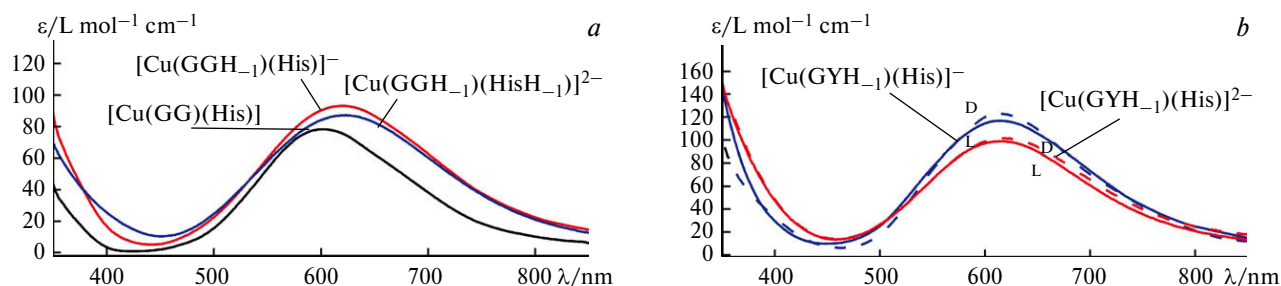 ε/L mol−1 cm−1 a
120
100
80
60
40
20
0
[Cu(GGH−1)(His)]−
[Cu(GGH−1)(HisH−1)]2−
[Cu(GG)(His)]
400 500 600 700 800 λ/nm
ε/L mol−1 cm−1 b
160
140
120
100
80
60
40
20
0
[Cu(GYH−1)(His)]−
[Cu(GYH−1)(His)]2−
D
L
D
L
400 500 600 700 800 λ/nm